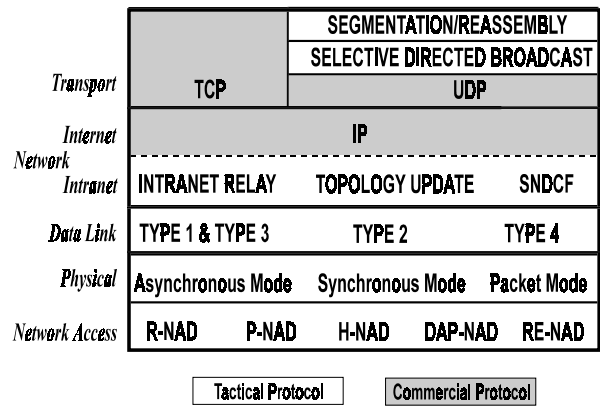 SEGMENTATION/REASSEMBLY
SELECTIVE DIRECTED BROADCAST
Transport TCP UDP
Internet IP
Network
Intranet INTRANET RELAY TOPOLOGY UPDATE SNDCF
Data Link TYPE 1 & TYPE 3 TYPE 2 TYPE 4
Physical Asynchronous Mode Synchronous Mode Packet Mode
Network Access R-NAD P-NAD H-NAD DAP-NAD RE-NAD
Tactical Protocol Commercial Protocol